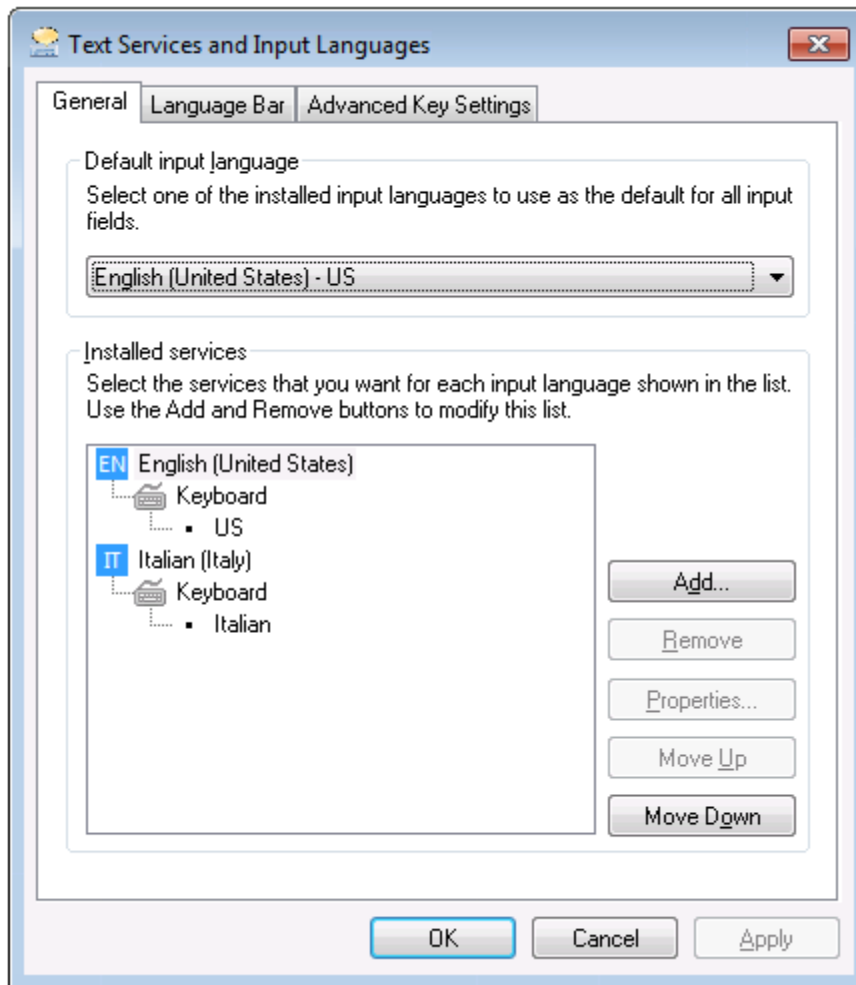 Text Services and Input Languages
General
Language Bar
Advanced Key Settings
Default input language
Select one of the installed input languages to use as the default for all input
fields.
English (United States) - US
Installed services
Select the services that you want for each input language shown in the list.
Use the Add and Remove buttons to modify this list.
EN English (United States)
Keyboard
US
IT Italian (Italy)
Keyboard
Italian
Add...
Remove
Properties...
Move Up
Move Down
OK
Cancel
Apply